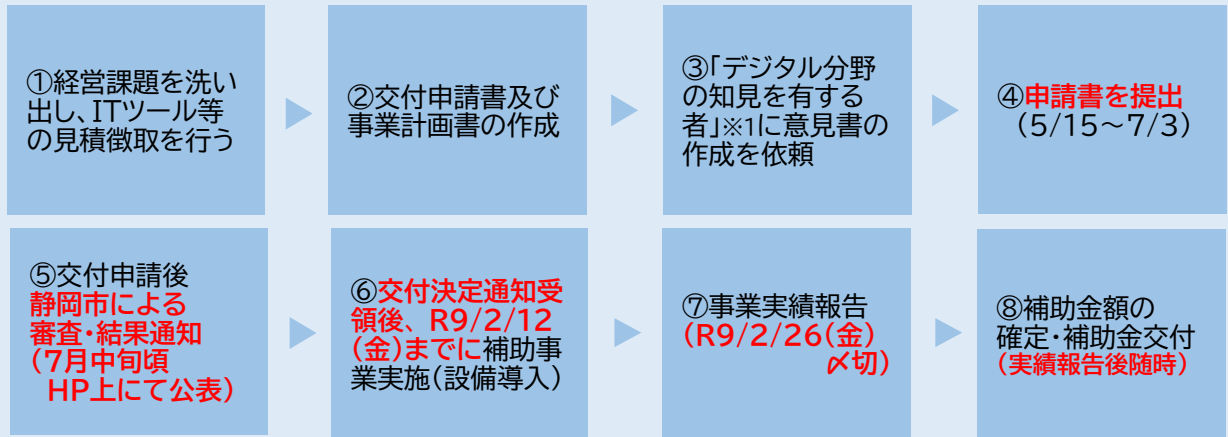 ①経営課題を洗い
出し、ITツール等
の見積徴取を行う
②交付申請書及び
事業計画書の作成
③「デジタル分野
の知見を有する
者」※1に意見書の
作成を依頼
④申請書を提出
（5/15～7/3）
⑤交付申請後
静岡市による
審査・結果通知
（7月中旬頃
HP上にて公表）
⑥交付決定通知受
領後、R9/2/12
（金）までに補助事
業実施（設備導入）
⑦事業実績報告
（R9/2/26（金）
〆切）
⑧補助金額の
確定・補助金交付
（実績報告後随時）